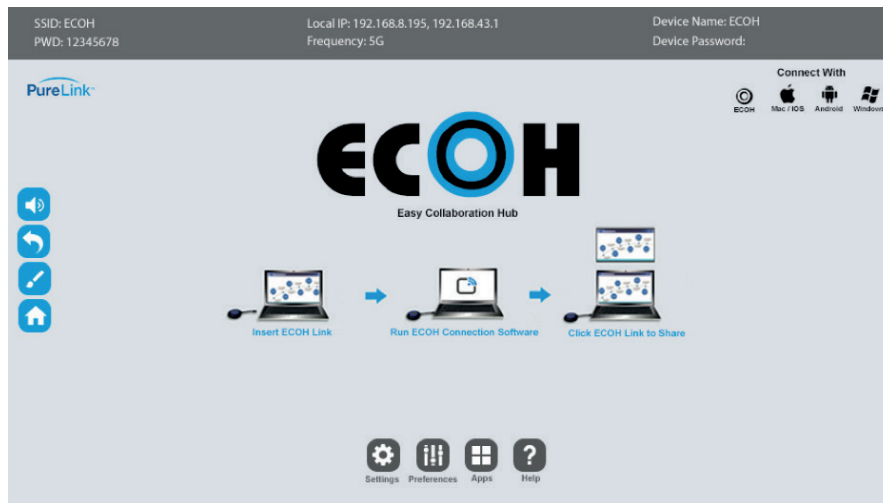 SSID: ECOH
PWD: 12345678
Local IP: 192.168.8.195, 192.168.43.1
Frequency: 5G
Device Name: ECOH
Device Password:
PureLink™
Connect With
ECOH
Mac / IOS
Android
Windows
ECOH
Easy Collaboration Hub
Insert ECOH Link
Run ECOH Connection Software
Click ECOH Link to Share
Settings
Preferences
Apps
Help